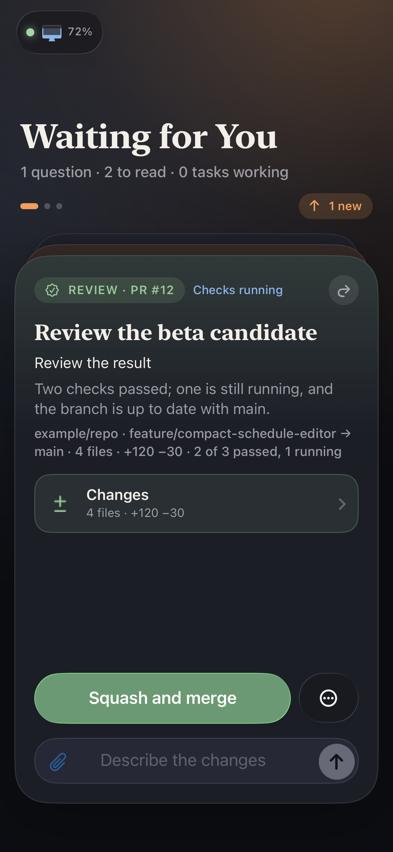 72%
Waiting for You
1 question · 2 to read · 0 tasks working
1 new
REVIEW · PR #12 Checks running
Review the beta candidate
Review the result
Two checks passed; one is still running, and
the branch is up to date with main.
example/repo · feature/compact-schedule-editor →
main · 4 files · +120 −30 · 2 of 3 passed, 1 running
Changes
4 files · +120 −30
Squash and merge
Describe the changes